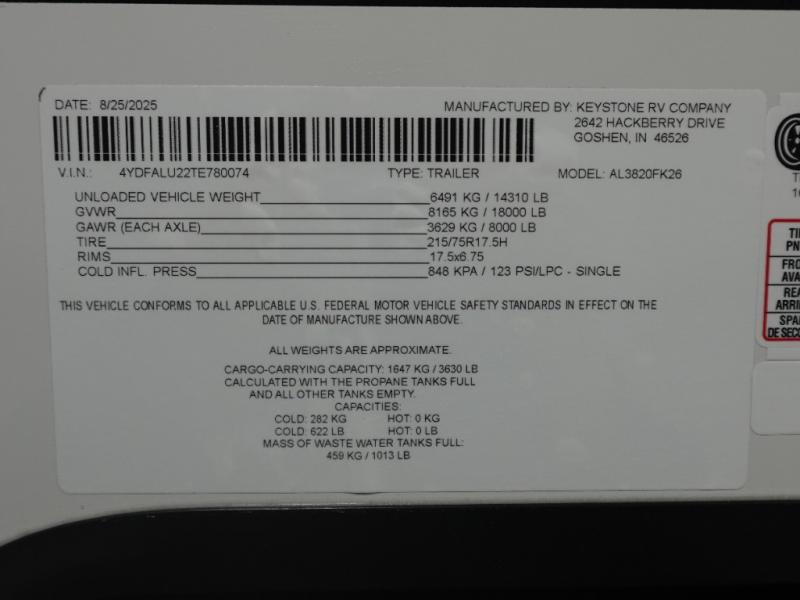 DATE: 8/25/2025
MANUFACTURED BY: KEYSTONE RV COMPANY
2642 HACKBERRY DRIVE
GOSHEN, IN 46526
V.I.N.: 4YDFALU22TE780074 TYPE: TRAILER MODEL: AL3820FK26
UNLOADED VEHICLE WEIGHT 6491 KG / 14310 LB
GVWR 8165 KG / 18000 LB
GAWR (EACH AXLE) 3629 KG / 8000 LB
TIRE 215/75R17.5H
RIMS 17.5x6.75
COLD INFL. PRESS 848 KPA / 123 PSI/LPC - SINGLE
THIS VEHICLE CONFORMS TO ALL APPLICABLE U.S. FEDERAL MOTOR VEHICLE SAFETY STANDARDS IN EFFECT ON THE
DATE OF MANUFACTURE SHOWN ABOVE.
ALL WEIGHTS ARE APPROXIMATE.
CARGO-CARRYING CAPACITY: 1647 KG / 3630 LB
CALCULATED WITH THE PROPANE TANKS FULL
AND ALL OTHER TANKS EMPTY.
CAPACITIES:
COLD: 282 KG HOT: 0 KG
COLD: 622 LB HOT: 0 LB
MASS OF WASTE WATER TANKS FULL:
459 KG / 1013 LB